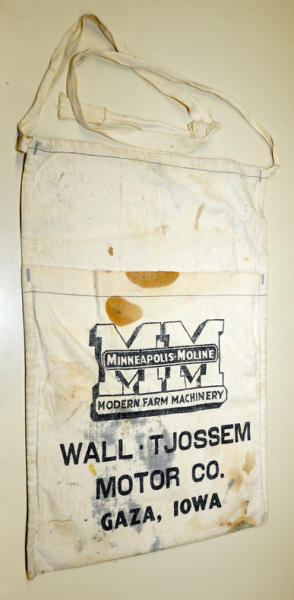 MM
MINNEAPOLIS-MOLINE
MODERN FARM MACHINERY
WALL-TJOSSEM
MOTOR CO.
GAZA, IOWA